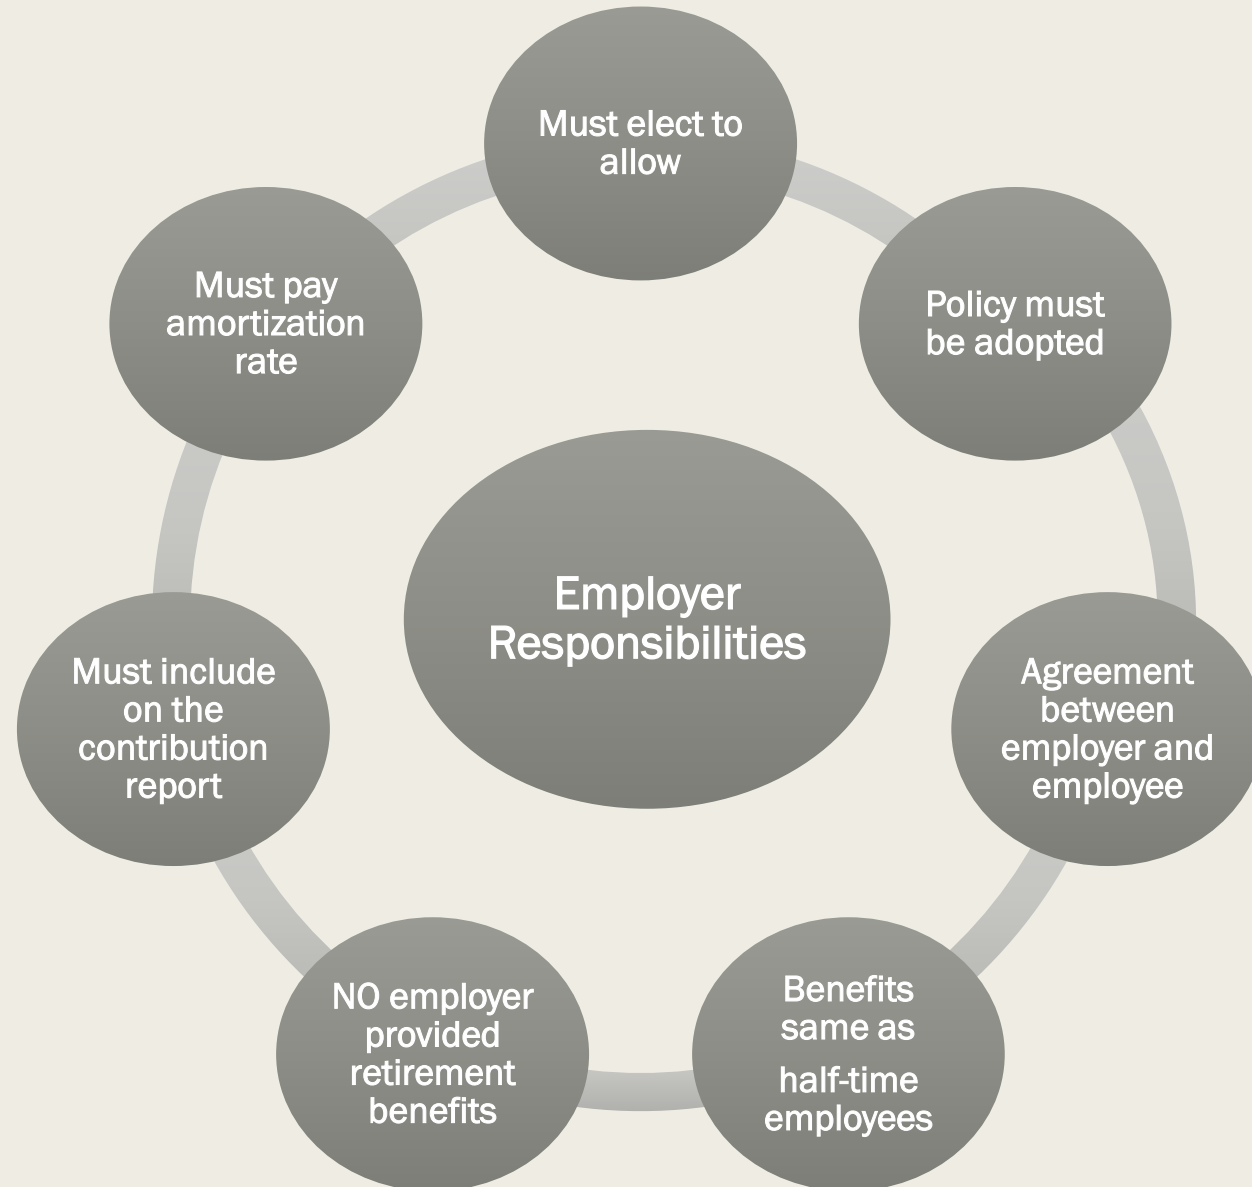 Must elect to
allow
Policy must
be adopted
Agreement
between
employer and
employee
Benefits
same as
half-time
employees
NO employer
provided
retirement
benefits
Must include
on the
contribution
report
Must pay
amortization
rate
Employer
Responsibilities